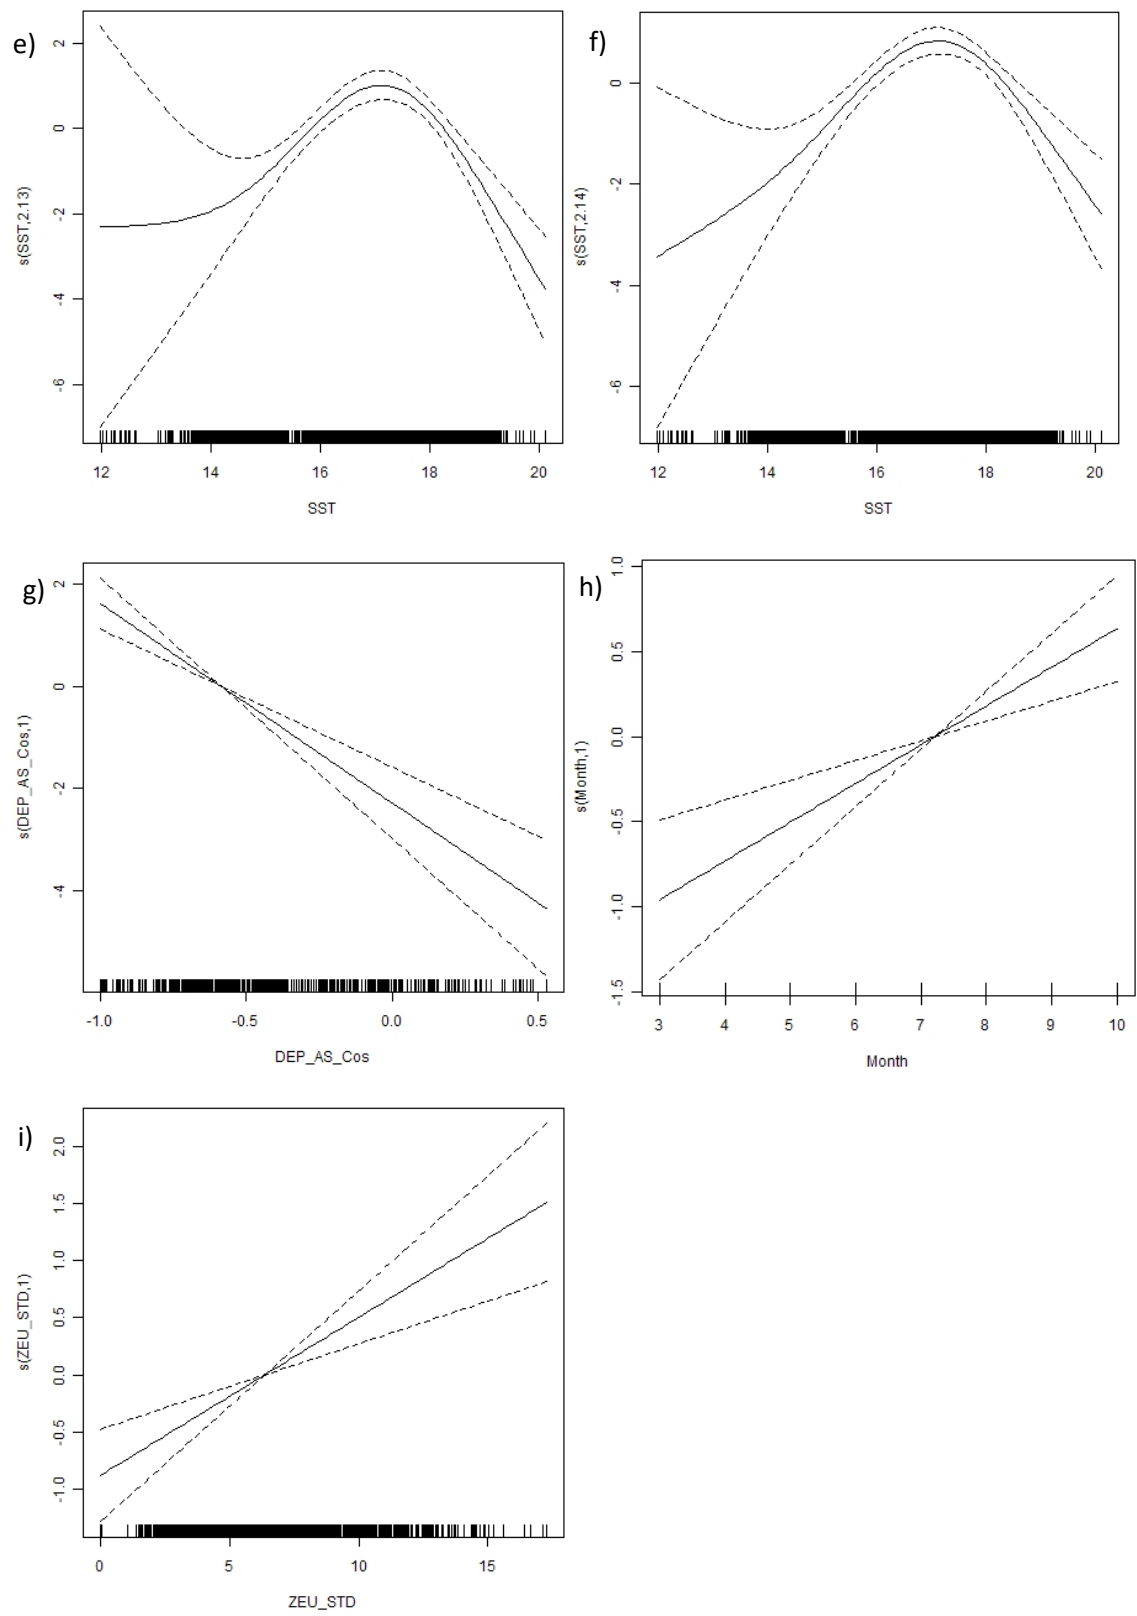 e)
s(SST,2.13)
2
0
-2
-4
-6
12 14 16 18 20
SST
f)
s(SST,2.14)
0
-2
-4
-6
12 14 16 18 20
SST
g)
s(DEP_AS_Cos,1)
2
0
-2
-4
-1.0 -0.5 0.0 0.5
DEP_AS_Cos
h)
s(Month,1)
1.0
0.5
0.0
-0.5
-1.0
-1.5
3 4 5 6 7 8 9 10
Month
i)
s(ZEU_STD,1)
2.0
1.5
1.0
0.5
0.0
-0.5
-1.0
0 5 10 15
ZEU_STD